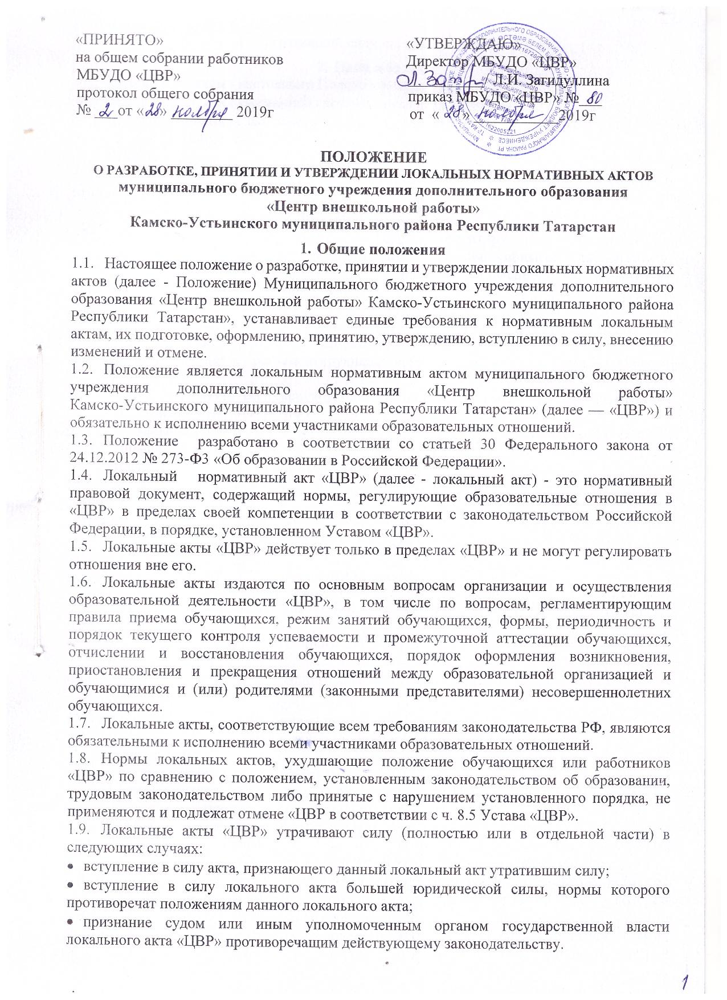 «ПРИНЯТО»
на общем собрании работников
МБУДО «ЦВР»
протокол общего собрания
№ 2 от «28» ноября 2019г
«УТВЕРЖДАЮ»
Директор МБУДО «ЦВР»
Л.И. Загидуллина
приказ МБУДО «ЦВР» № 80
от «28» ноября 2019г
ПОЛОЖЕНИЕ
О РАЗРАБОТКЕ, ПРИНЯТИИ И УТВЕРЖДЕНИИ ЛОКАЛЬНЫХ НОРМАТИВНЫХ АКТОВ
муниципального бюджетного учреждения дополнительного образования
«Центр внешкольной работы»
Камско-Устьинского муниципального района Республики Татарстан
1. Общие положения
1.1. Настоящее положение о разработке, принятии и утверждении локальных нормативных
актов (далее - Положение) Муниципального бюджетного учреждения дополнительного
образования «Центр внешкольной работы» Камско-Устьинского муниципального района
Республики Татарстан», устанавливает единые требования к нормативным локальным
актам, их подготовке, оформлению, принятию, утверждению, вступлению в силу, внесению
изменений и отмене.
1.2. Положение является локальным нормативным актом муниципального бюджетного
учреждения дополнительного образования «Центр внешкольной работы»
Камско-Устьинского муниципального района Республики Татарстан» (далее — «ЦВР») и
обязательно к исполнению всеми участниками образовательных отношений.
1.3. Положение разработано в соответствии со статьей 30 Федерального закона от
24.12.2012 № 273-ФЗ «Об образовании в Российской Федерации».
1.4. Локальный нормативный акт «ЦВР» (далее - локальный акт) - это нормативный
правовой документ, содержащий нормы, регулирующие образовательные отношения в
«ЦВР» в пределах своей компетенции в соответствии с законодательством Российской
Федерации, в порядке, установленном Уставом «ЦВР».
1.5. Локальные акты «ЦВР» действует только в пределах «ЦВР» и не могут регулировать
отношения вне его.
1.6. Локальные акты издаются по основным вопросам организации и осуществления
образовательной деятельности «ЦВР», в том числе по вопросам, регламентирующим
правила приема обучающихся, режим занятий обучающихся, формы, периодичность и
порядок текущего контроля успеваемости и промежуточной аттестации обучающихся,
отчислении и восстановления обучающихся, порядок оформления возникновения,
приостановления и прекращения отношений между образовательной организацией и
обучающимися и (или) родителями (законными представителями) несовершеннолетних
обучающихся.
1.7. Локальные акты, соответствующие всем требованиям законодательства РФ, являются
обязательными к исполнению всеми участниками образовательных отношений.
1.8. Нормы локальных актов, ухудшающие положение обучающихся или работников
«ЦВР» по сравнению с положением, установленным законодательством об образовании,
трудовым законодательством либо принятые с нарушением установленного порядка, не
применяются и подлежат отмене «ЦВР в соответствии с ч. 8.5 Устава «ЦВР».
1.9. Локальные акты «ЦВР» утрачивают силу (полностью или в отдельной части) в
следующих случаях:
• вступление в силу акта, признающего данный локальный акт утратившим силу;
• вступление в силу локального акта большей юридической силы, нормы которого
противоречат положениям данного локального акта;
• признание судом или иным уполномоченным органом государственной власти
локального акта «ЦВР» противоречащим действующему законодательству.
1